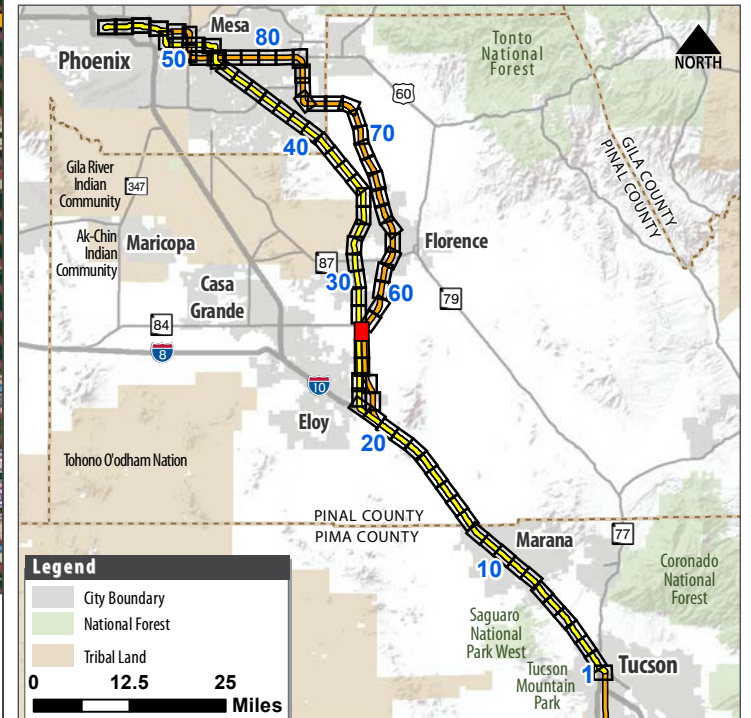 Mesa
80
Phoenix
50
Tonto
National
Forest
NORTH
60
70
40
GILA COUNTY
PINAL COUNTY
Gila River
Indian
Community
347
Ak-Chin
Indian
Community
Maricopa
87
Florence
Casa
Grande
30
60
79
84
8
10
Eloy
20
Tohono O'odham Nation
PINAL COUNTY
PIMA COUNTY
Marana
77
10
Coronado
National
Forest
Saguaro
National
Park West
Tucson
Mountain
Park
1
Tucson
Legend
City Boundary
National Forest
Tribal Land
0 12.5 25
Miles